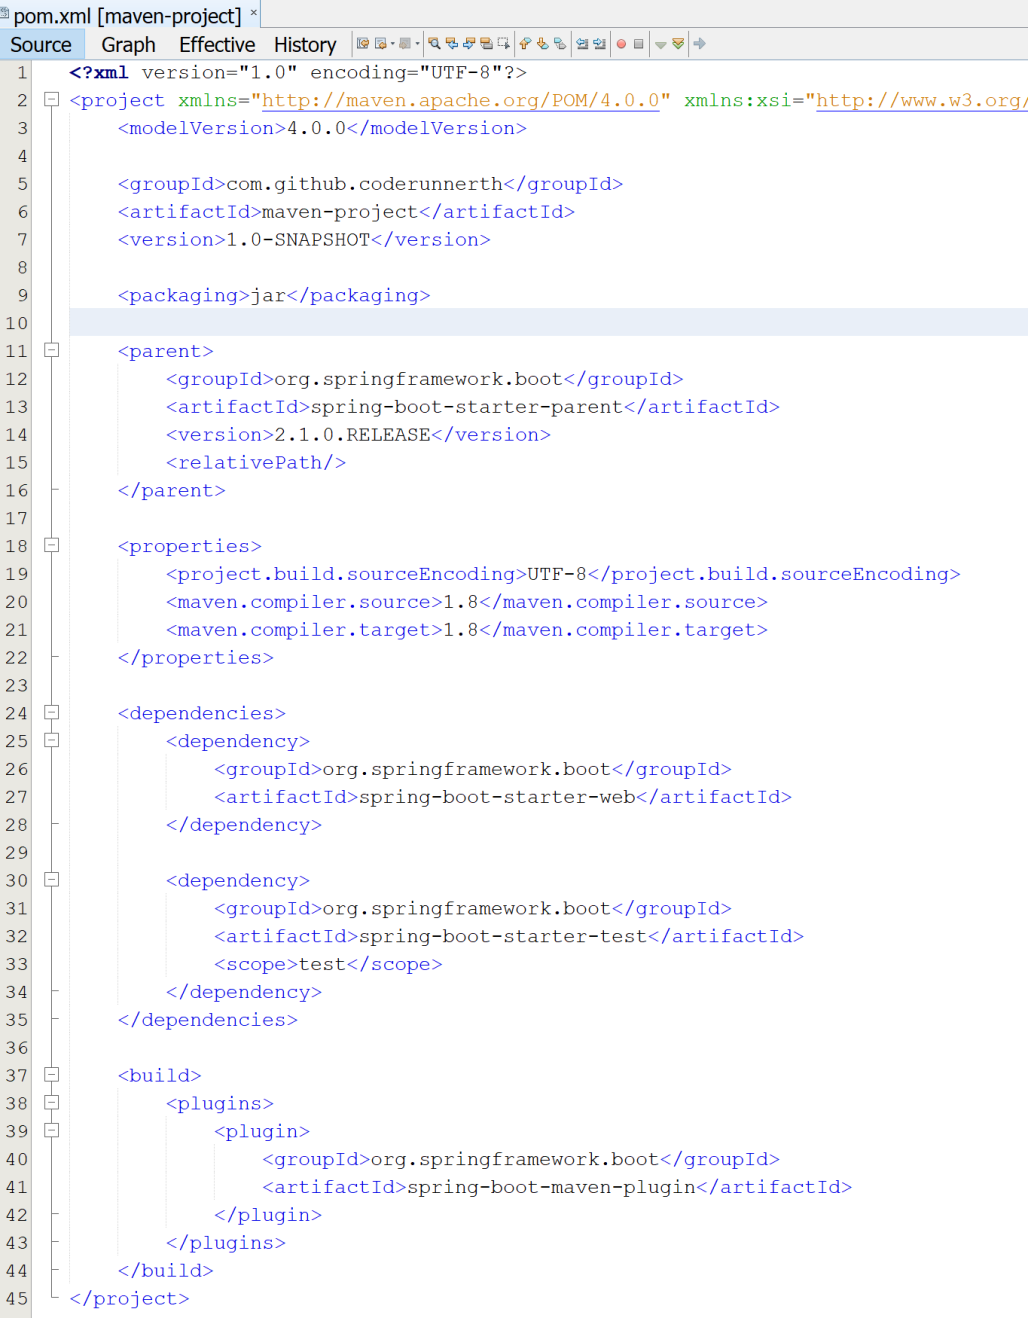 pom.xml [maven-project] ×
Source Graph Effective History
1 <?xml version="1.0" encoding="UTF-8"?>
2 <project xmlns="http://maven.apache.org/POM/4.0.0" xmlns:xsi="http://www.w3.org/
3 <modelVersion>4.0.0</modelVersion>
4
5 <groupId>com.github.coderunnerth</groupId>
6 <artifactId>maven-project</artifactId>
7 <version>1.0-SNAPSHOT</version>
8
9 <packaging>jar</packaging>
10
11 <parent>
12 <groupId>org.springframework.boot</groupId>
13 <artifactId>spring-boot-starter-parent</artifactId>
14 <version>2.1.0.RELEASE</version>
15 <relativePath/>
16 </parent>
17
18 <properties>
19 <project.build.sourceEncoding>UTF-8</project.build.sourceEncoding>
20 <maven.compiler.source>1.8</maven.compiler.source>
21 <maven.compiler.target>1.8</maven.compiler.target>
22 </properties>
23
24 <dependencies>
25 <dependency>
26 <groupId>org.springframework.boot</groupId>
27 <artifactId>spring-boot-starter-web</artifactId>
28 </dependency>
29
30 <dependency>
31 <groupId>org.springframework.boot</groupId>
32 <artifactId>spring-boot-starter-test</artifactId>
33 <scope>test</scope>
34 </dependency>
35 </dependencies>
36
37 <build>
38 <plugins>
39 <plugin>
40 <groupId>org.springframework.boot</groupId>
41 <artifactId>spring-boot-maven-plugin</artifactId>
42 </plugin>
43 </plugins>
44 </build>
45 </project>